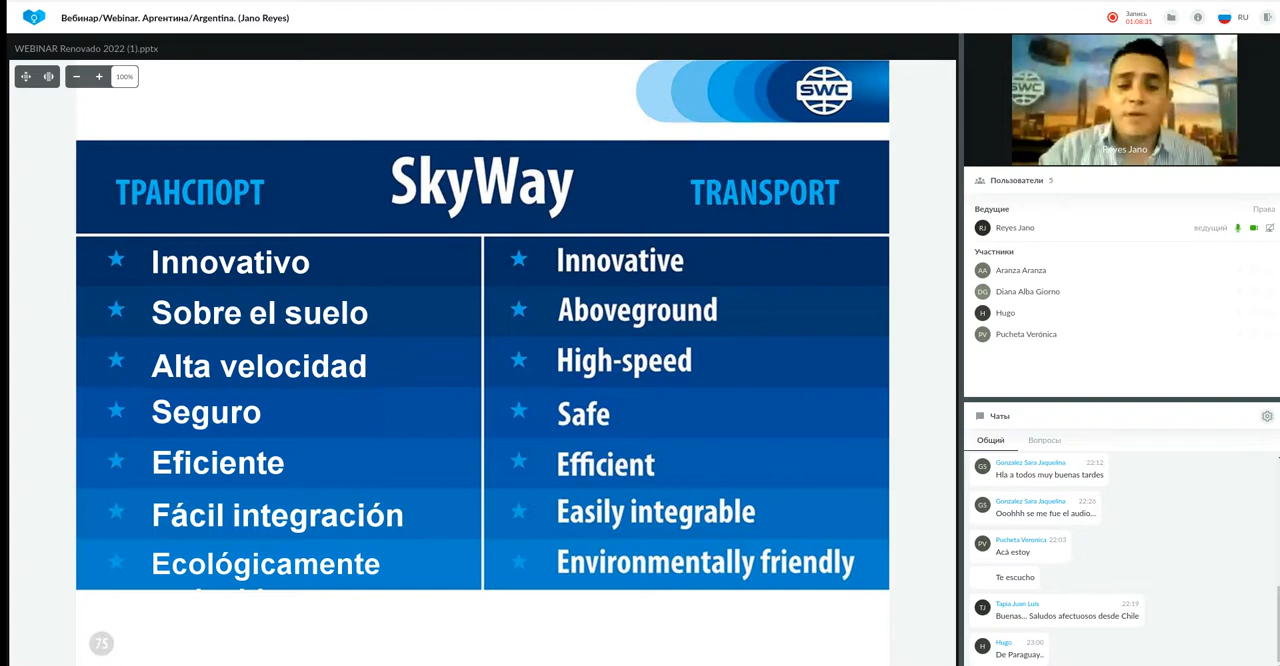 Вебинар/Webinar. Аргентина/Argentina. (Jano Reyes)
Запись
01:08:31
RU
WEBINAR Renovado 2022 (1).pptx
100%
SWC
ТРАНСПОРТ
SkyWay
TRANSPORT
Innovativo
Innovative
Sobre el suelo
Aboveground
Alta velocidad
High-speed
Seguro
Safe
Eficiente
Efficient
Fácil integración
Easily integrable
Ecológicamente
Environmentally friendly
75
SWC
Reyes Jano
Пользователи 5
Ведущие
Права
RJ
Reyes Jano
ведущий
Участники
AA
Aranza Aranza
DG
Diana Alba Giorno
H
Hugo
PV
Pucheta Verónica
Чаты
Общий
Вопросы
GS
Gonzalez Sara Jaquelina 22:12
Hla a todos muy buenas tardes
GS
Gonzalez Sara Jaquelina 22:26
Ooohhh se me fue el audio...
PV
Pucheta Veronica 22:03
Acá estoy
Te escucho
TJ
Tapia Juan Luis 22:19
Buenas... Saludos afectuosos desde Chile
H
Hugo 23:00
De Paraguay..